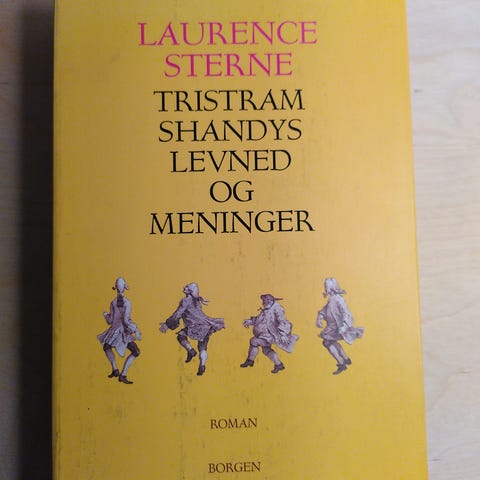 LAURENCE
STERNE
TRISTRAM
SHANDYS
LEVNED
OG
MENINGER
ROMAN
BORGEN